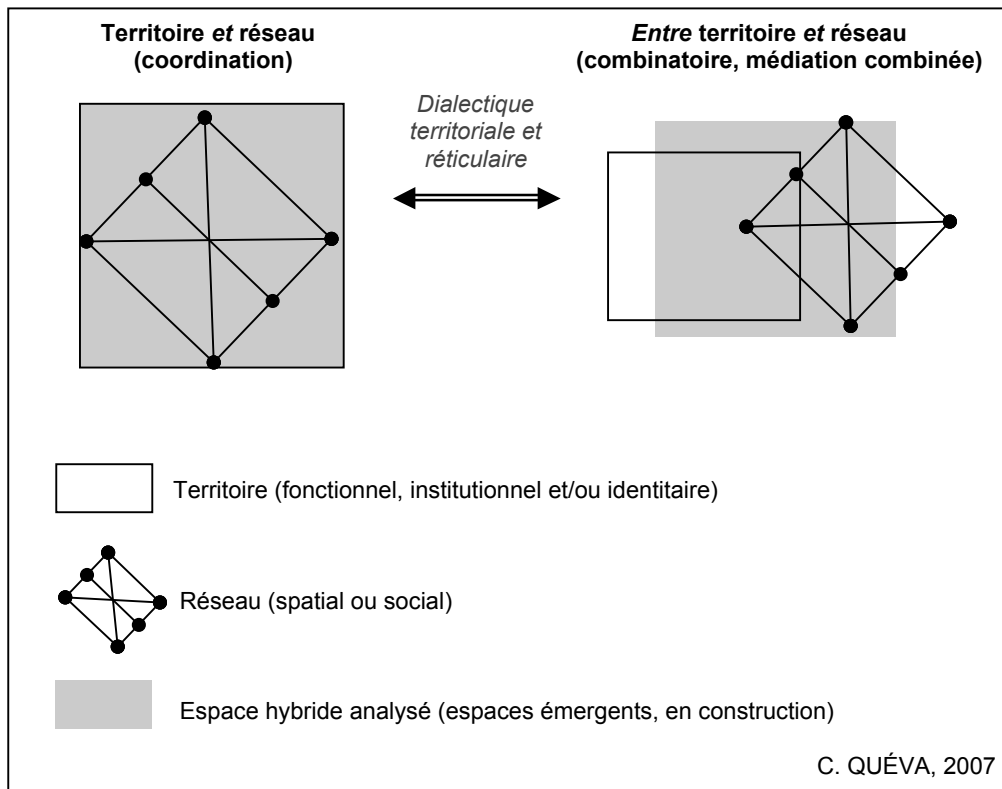 Territoire et réseau
(coordination)
Entre territoire et réseau
(combinatoire, médiation combinée)
Dialectique
territoriale et
réticulaire
Territoire (fonctionnel, institutionnel et/ou identitaire)
Réseau (spatial ou social)
Espace hybride analysé (espaces émergents, en construction)
C. QUÉVA, 2007